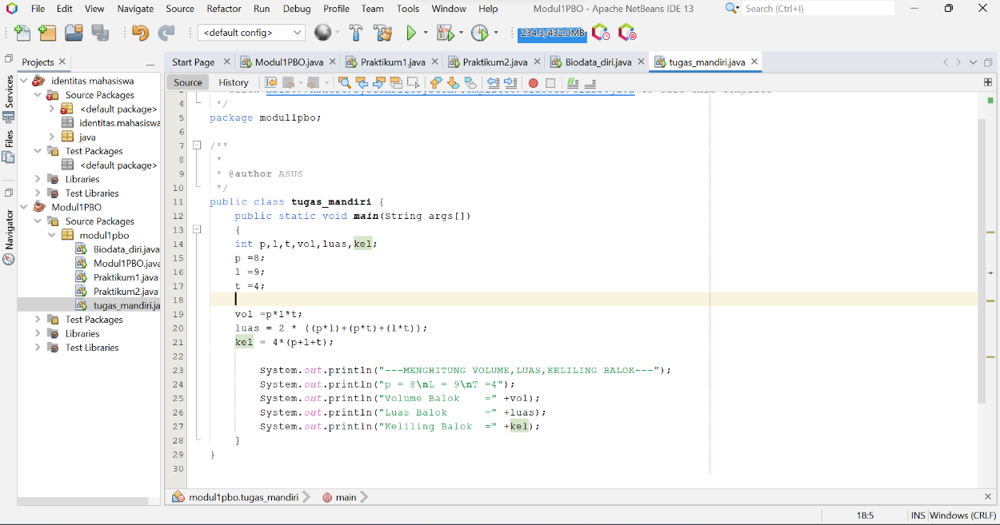 File Edit View Navigate Source Refactor Run Debug Profile Team Tools Window Help Modul1PBO - Apache NetBeans IDE 13 Search (Ctrl+I)
<default config> 234.3/432.0MB
Projects Start Page Modul1PBO.java Praktikum1.java Praktikum2.java Biodata_diri.java tugas_mandiri.java
Source History
Services
Files
Navigator
identitas mahasiswa
Source Packages
<default package>
identitas.mahasiswa
java
Test Packages
<default package>
Libraries
Test Libraries
Modul1PBO
Source Packages
modul1pbo
Biodata_diri.java
Modul1PBO.java
Praktikum1.java
Praktikum2.java
tugas_mandiri.ja
Test Packages
Libraries
Test Libraries
4 */
5 package modul1pbo;
6
7 /**
8 *
9 * @author ASUS
10 */
11 public class tugas_mandiri {
12 public static void main(String args[])
13 {
14 int p,l,t,vol,luas,kel;
15 p =8;
16 l =9;
17 t =4;
18
19 vol =p*l*t;
20 luas = 2 * ((p*l)+(p*t)+(l*t));
21 kel = 4*(p+l+t);
22
23 System.out.println("---MENGHITUNG VOLUME,LUAS,KELILING BALOK---");
24 System.out.println("p = 8\nL = 9\nT =4");
25 System.out.println("Volume Balok =" +vol);
26 System.out.println("Luas Balok =" +luas);
27 System.out.println("Keliling Balok =" +kel);
28 }
29 }
30
modul1pbo.tugas_mandiri main
18:5 INS Windows (CRLF)